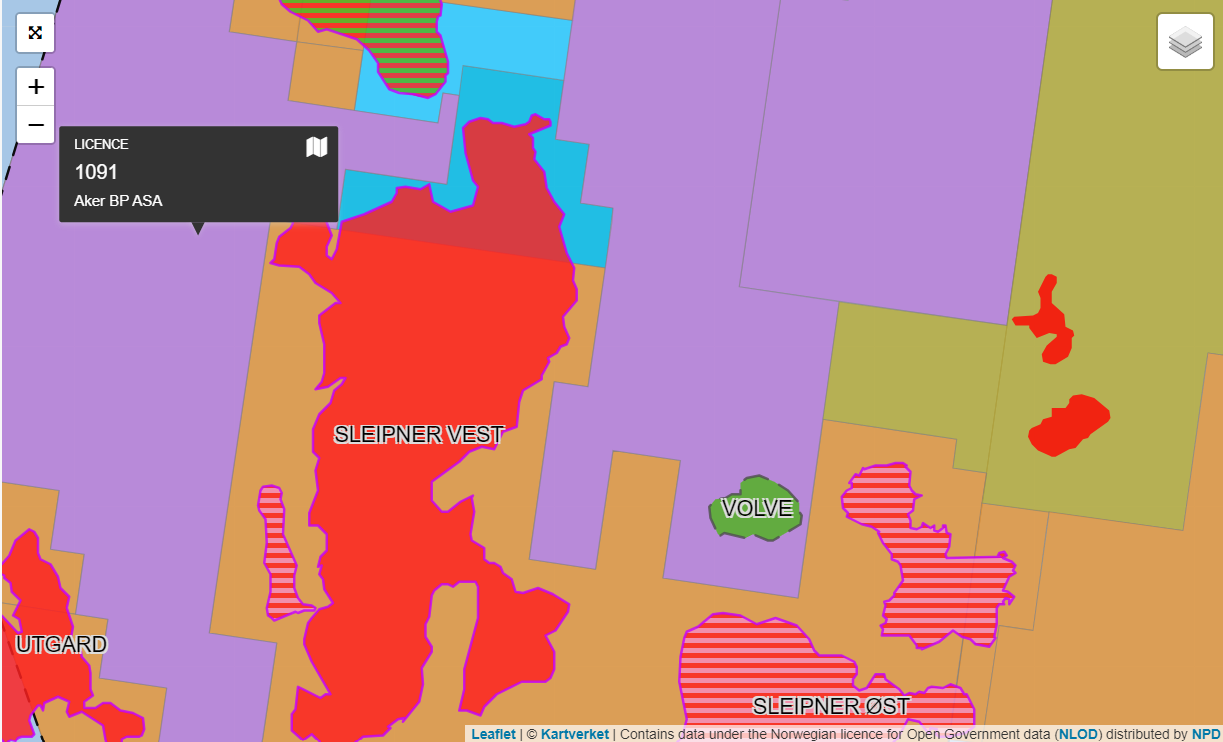 +
−
LICENCE
1091
Aker BP ASA
SLEIPNER VEST
VOLVE
UTGARD
SLEIPNER ØST
Leaflet | © Kartverket | Contains data under the Norwegian licence for Open Government data (NLOD) distributed by NPD